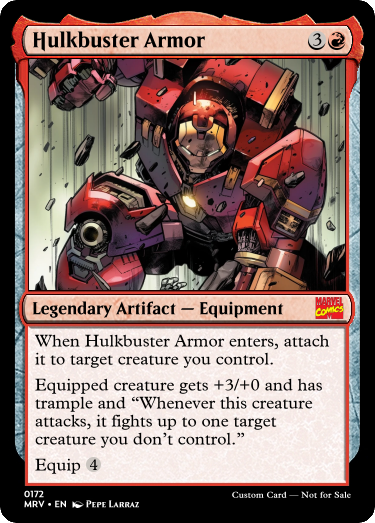 Hulkbuster Armor 3
Legendary Artifact — Equipment
MARVEL
COMICS
When Hulkbuster Armor enters, attach
it to target creature you control.
Equipped creature gets +3/+0 and has
trample and “Whenever this creature
attacks, it fights up to one target
creature you don’t control.”
Equip 4
0172
MRV • EN Pepe Larraz
Custom Card — Not for Sale